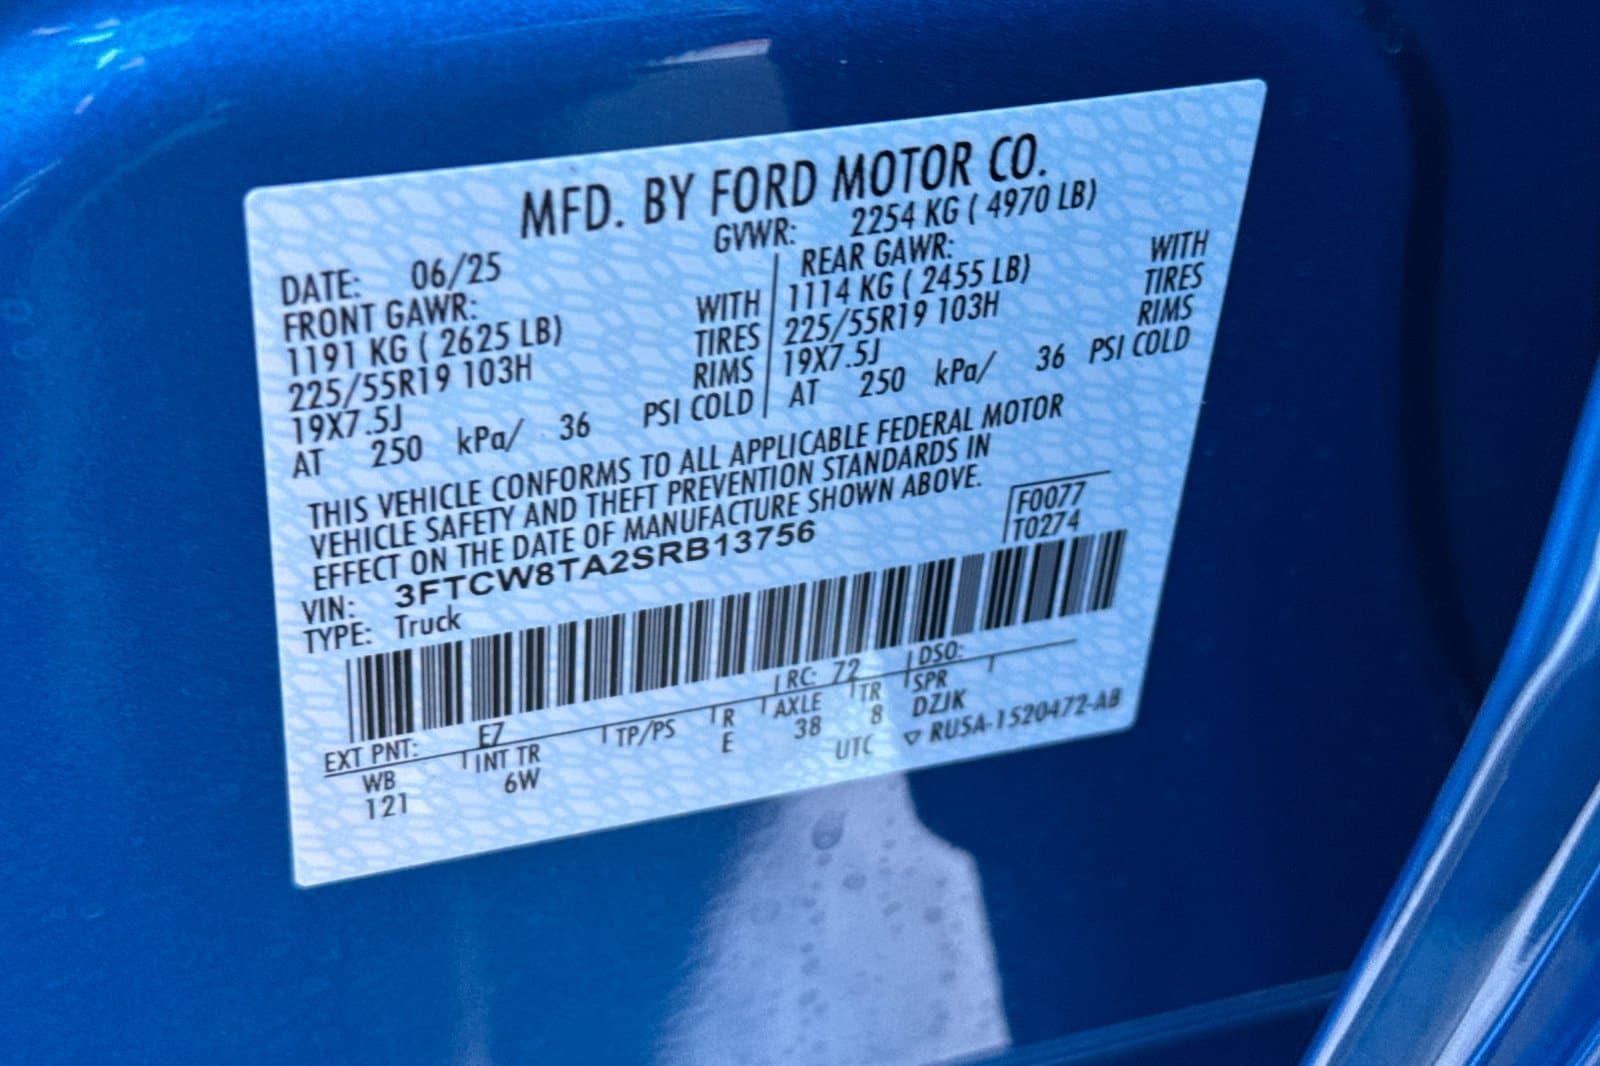 MFD. BY FORD MOTOR CO.
DATE: 06/25 GVWR: 2254 KG ( 4970 LB)
FRONT GAWR: REAR GAWR:
1191 KG ( 2625 LB) WITH 1114 KG ( 2455 LB) WITH
225/55R19 103H TIRES 225/55R19 103H TIRES
19X7.5J RIMS 19X7.5J RIMS
AT 250 kPa/ 36 PSI COLD AT 250 kPa/ 36 PSI COLD
THIS VEHICLE CONFORMS TO ALL APPLICABLE FEDERAL MOTOR
VEHICLE SAFETY AND THEFT PREVENTION STANDARDS IN
EFFECT ON THE DATE OF MANUFACTURE SHOWN ABOVE.
VIN: 3FTCW8TA2SRB13756 F0077
TYPE: Truck T0274
EXT PNT: E7 RC: 72 DSO:
WB INT TR TP/PS R AXLE TR SPR
121 6W E 38 8 DZJK
UTC ▽ RU5A-1520472-AB